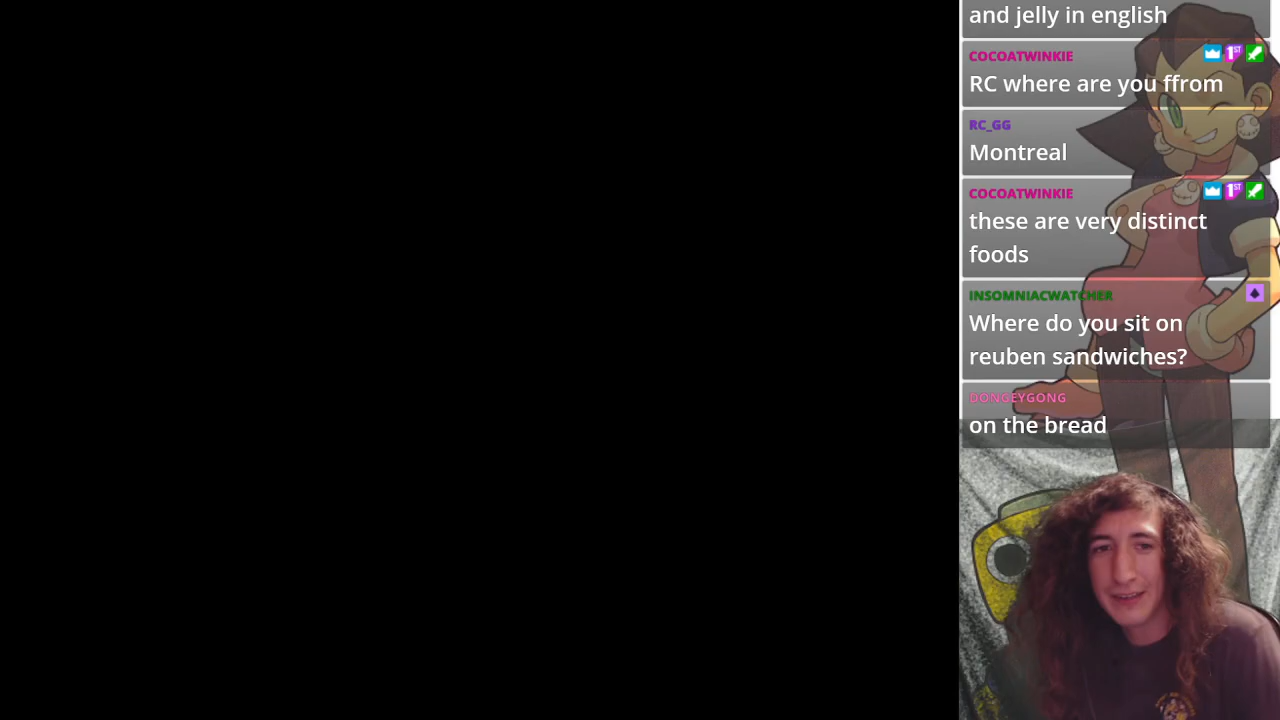 and jelly in english
COCOATWINKIE
RC where are you ffrom
RC_GG
Montreal
COCOATWINKIE
these are very distinct
foods
INSOMNIACWATCHER
Where do you sit on
reuben sandwiches?
DONGEYGONG
on the bread